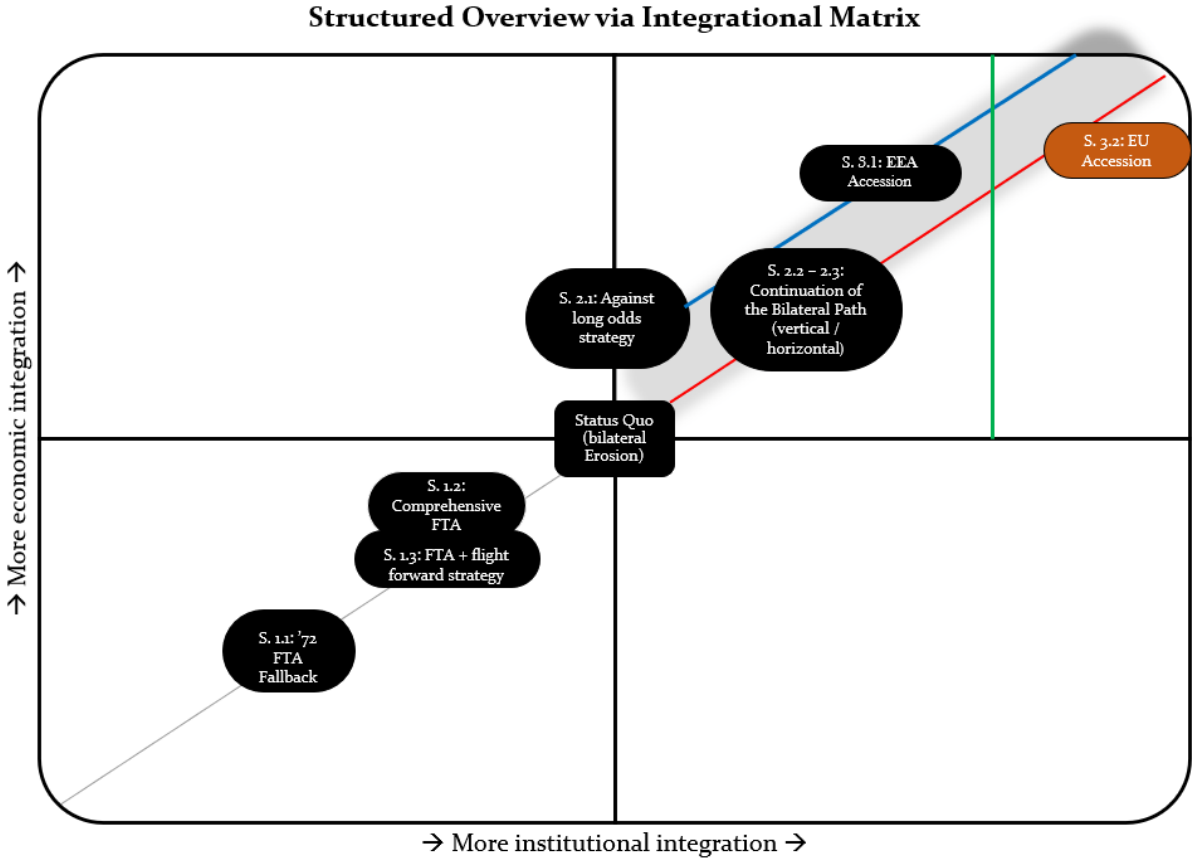 Structured Overview via Integrational Matrix
S. 3.1: EEA
Accession
S. 3.2: EU
Accession
S. 2.1: Against
long odds
strategy
S. 2.2 – 2.3:
Continuation of
the Bilateral Path
(vertical /
horizontal)
Status Quo
(bilateral
Erosion)
S. 1.2:
Comprehensive
FTA
S. 1.3: FTA + flight
forward strategy
S. 1.1: ’72
FTA
Fallback
→ More economic integration →
→ More institutional integration →